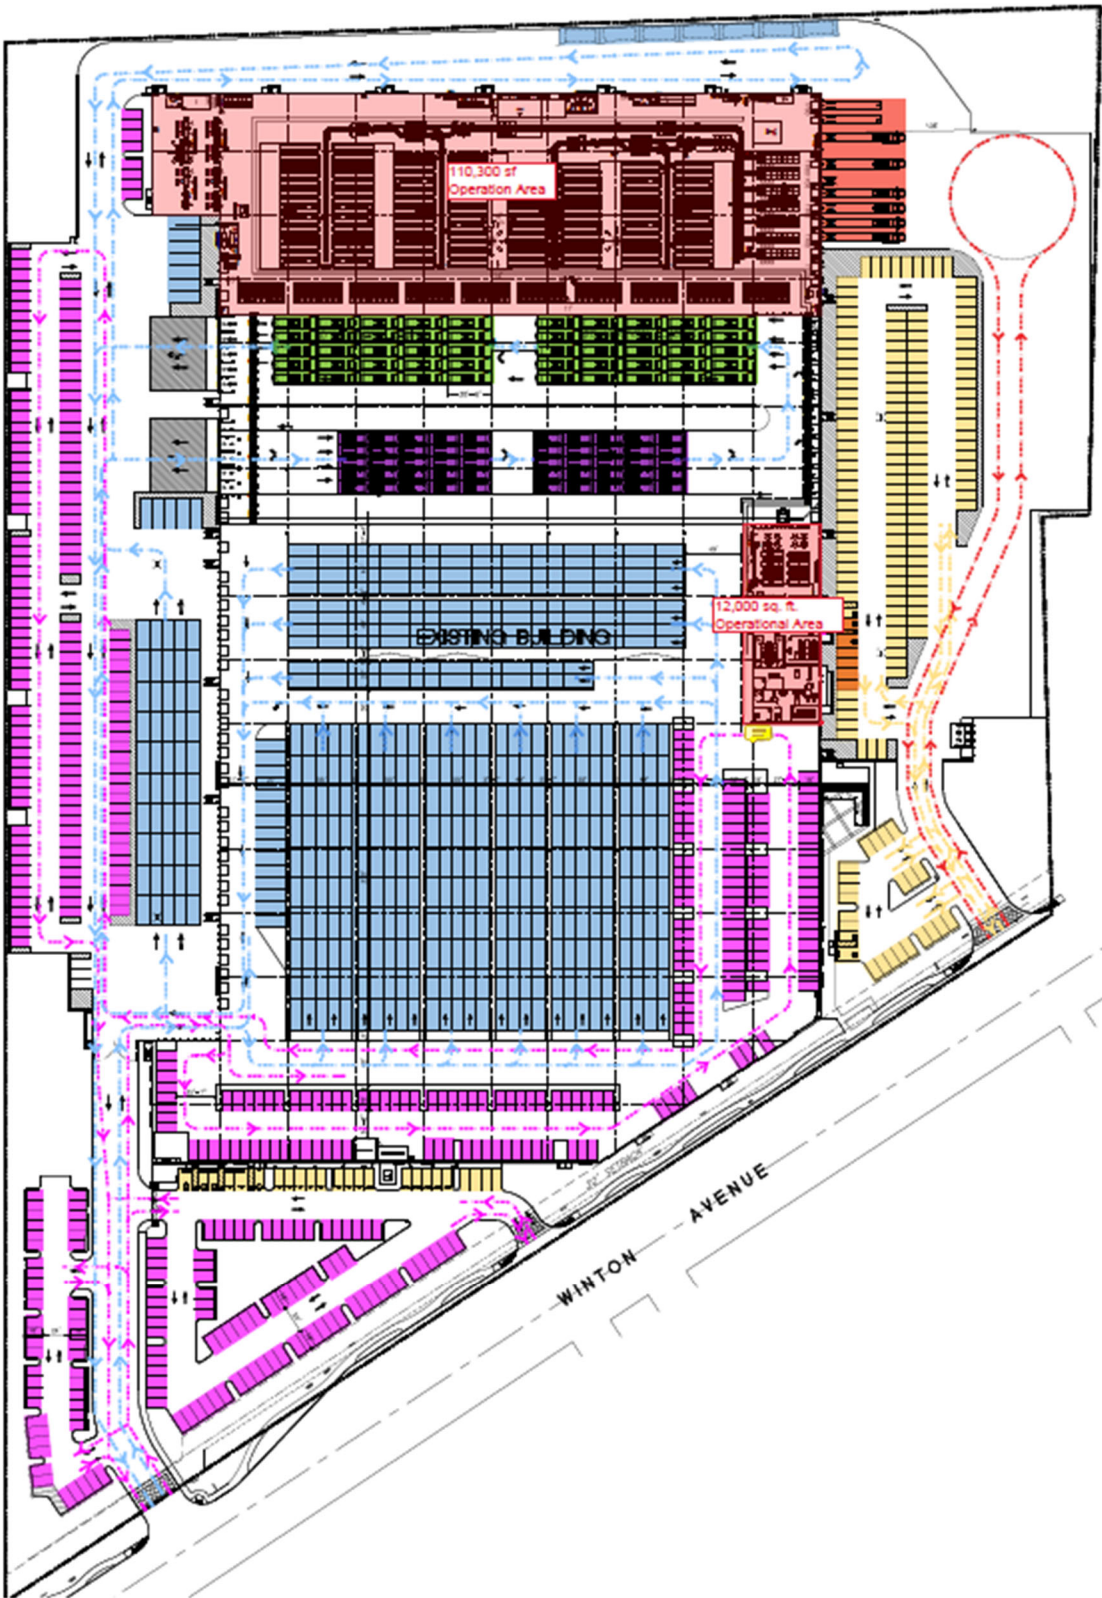 110,300 sf
Operation Area
12,000 sq. ft.
Operational Area
EXISTING BUILDING
WINTON AVENUE